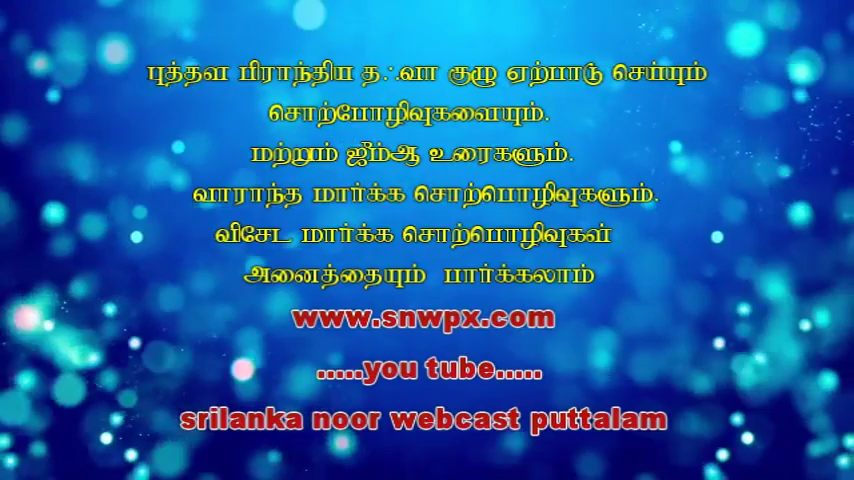 புத்தள பிராந்திய த.்.வா குழு ஏற்பாடு செய்யும்
சொற்போழிவுகளையும்.
மற்றும் ஜீம்ஆ உரைகளும்.
வாராந்த மார்க்க சொற்பொழிவுகளும்.
விசேட மார்க்க சொற்பொழிவுகள்
அனைத்தையும் பார்க்கலாம்
www.snwpx.com
.....you tube.....
srilanka noor webcast puttalam